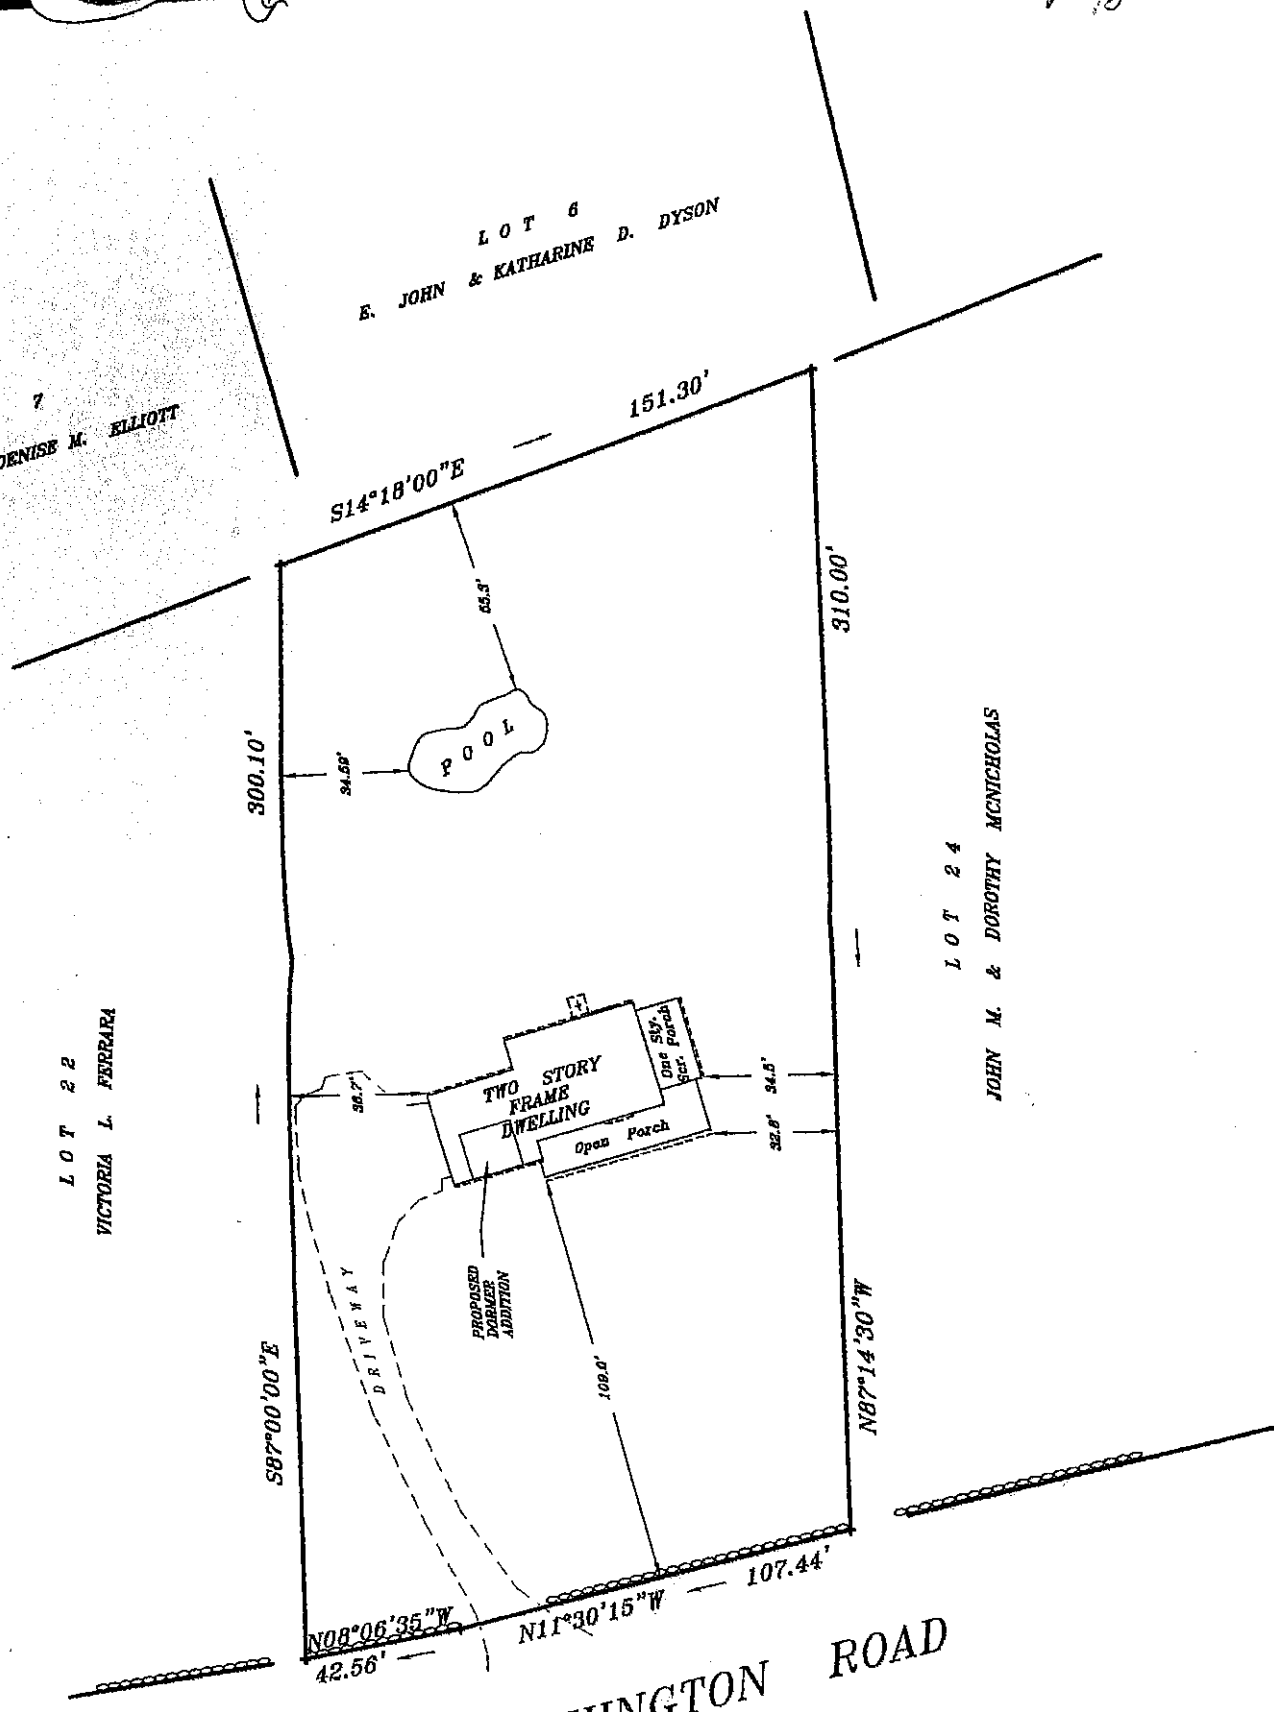 LOT 6
E. JOHN & KATHARINE D. DYSON
7
DENISE M. ELLIOTT
151.30'
S14°18'00"E
65.3'
310.00'
300.10'
34.59'
POOL
LOT 24
JOHN M. & DOROTHY MCNICHOLAS
LOT 22
VICTORIA L. FERRARA
36.7'
TWO STORY
FRAME
DWELLING
One Sty.
Scr. Porch
Open Porch
34.5'
32.8'
PROPOSED
DORMER
ADDITION
DRIVEWAY
109.0'
S87°00'00"E
N87°14'30"W
N08°06'35"W
42.56'
N11°30'15"W
107.44'
ROAD